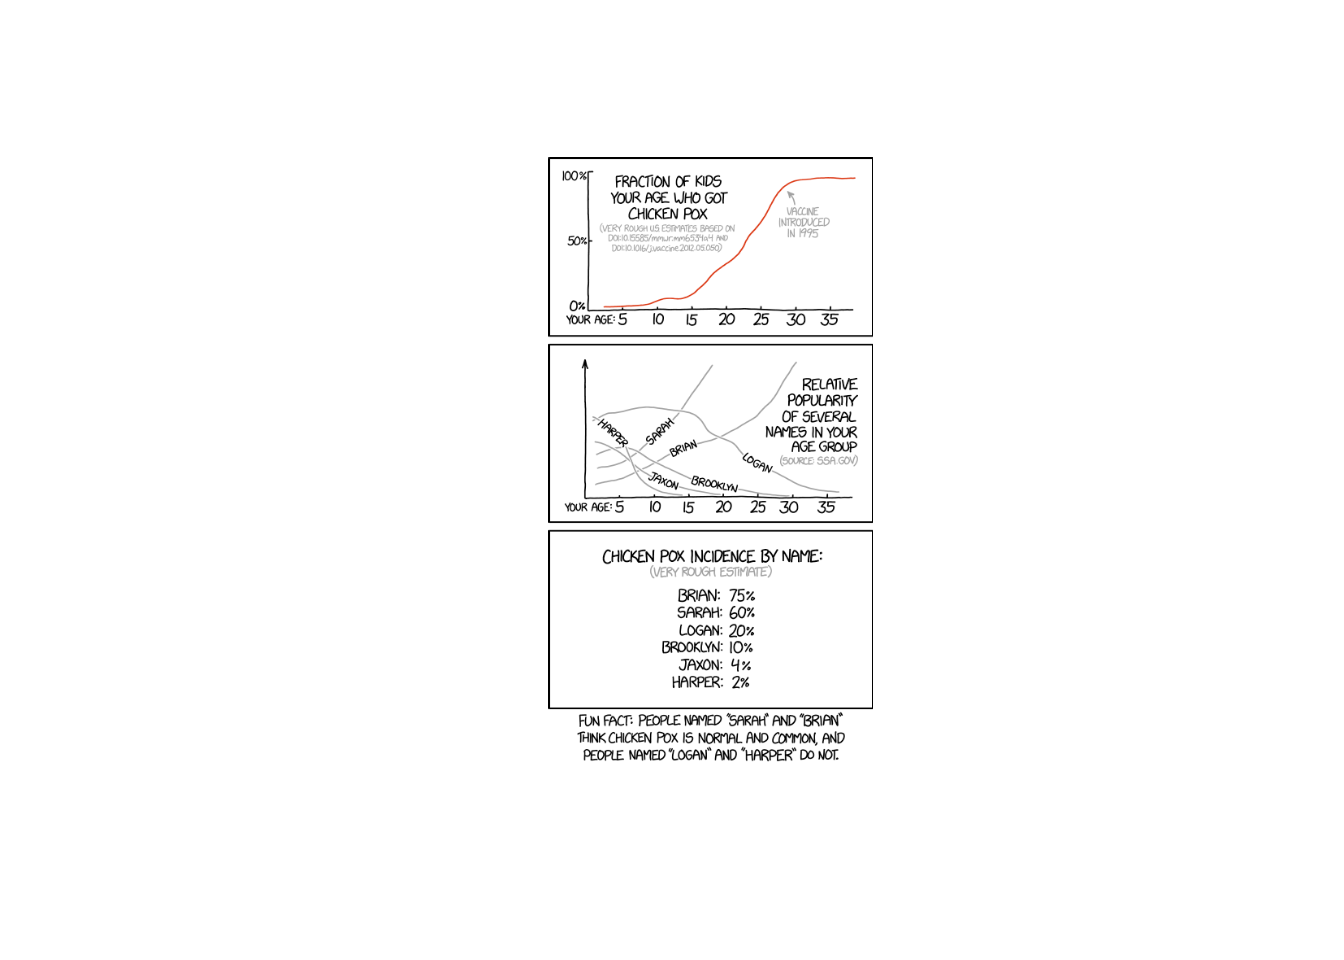 FRACTION OF KIDS
YOUR AGE WHO GOT
CHICKEN POX
(VERY ROUGH U.S. ESTIMATES BASED ON
DOI:10.15585/mmwr.mm6534a4 AND
DOI:10.1016/j.vaccine.2012.05.050)
100%
50%
0%
VACCINE
INTRODUCED
IN 1995
YOUR AGE: 5 10 15 20 25 30 35
RELATIVE
POPULARITY
OF SEVERAL
NAMES IN YOUR
AGE GROUP
(SOURCE: SSA.GOV)
HARPER
SARAH
BRIAN
LOGAN
JAXON
BROOKLYN
YOUR AGE: 5 10 15 20 25 30 35
CHICKEN POX INCIDENCE BY NAME:
(VERY ROUGH ESTIMATE)
BRIAN: 75%
SARAH: 60%
LOGAN: 20%
BROOKLYN: 10%
JAXON: 4%
HARPER: 2%
FUN FACT: PEOPLE NAMED "SARAH" AND "BRIAN"
THINK CHICKEN POX IS NORMAL AND COMMON, AND
PEOPLE NAMED "LOGAN" AND "HARPER" DO NOT.